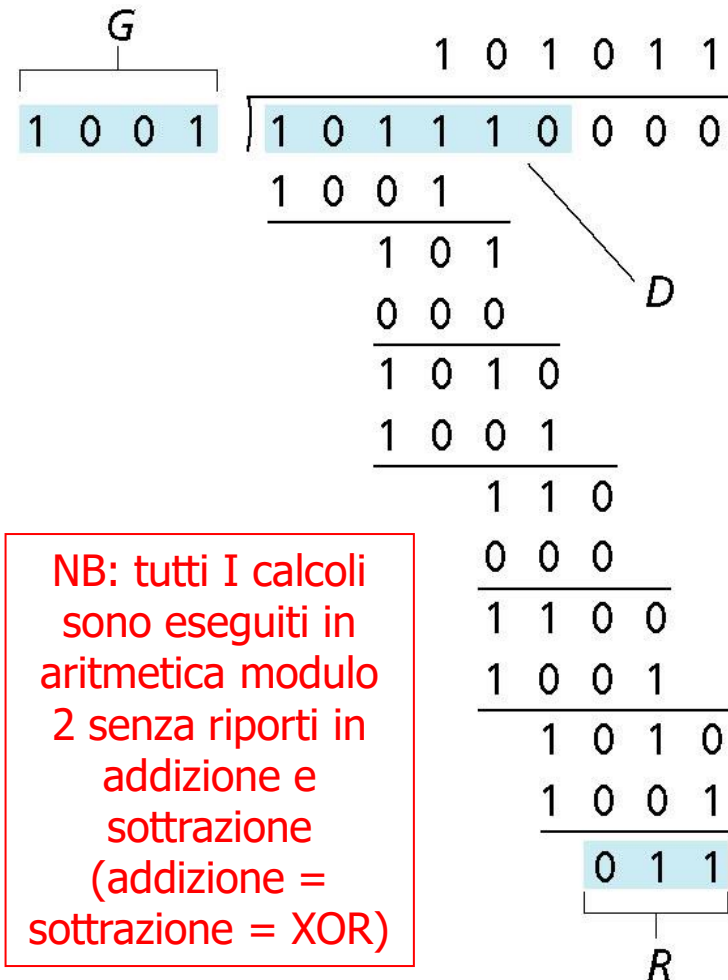 G
1 0 1 0 1 1
1 0 0 1 ) 1 0 1 1 1 0 0 0 0
1 0 0 1
1 0 1
D
0 0 0
1 0 1 0
1 0 0 1
1 1 0
0 0 0
1 1 0 0
1 0 0 1
1 0 1 0
1 0 0 1
0 1 1
R
NB: tutti I calcoli
sono eseguiti in
aritmetica modulo
2 senza riporti in
addizione e
sottrazione
(addizione =
sottrazione = XOR)